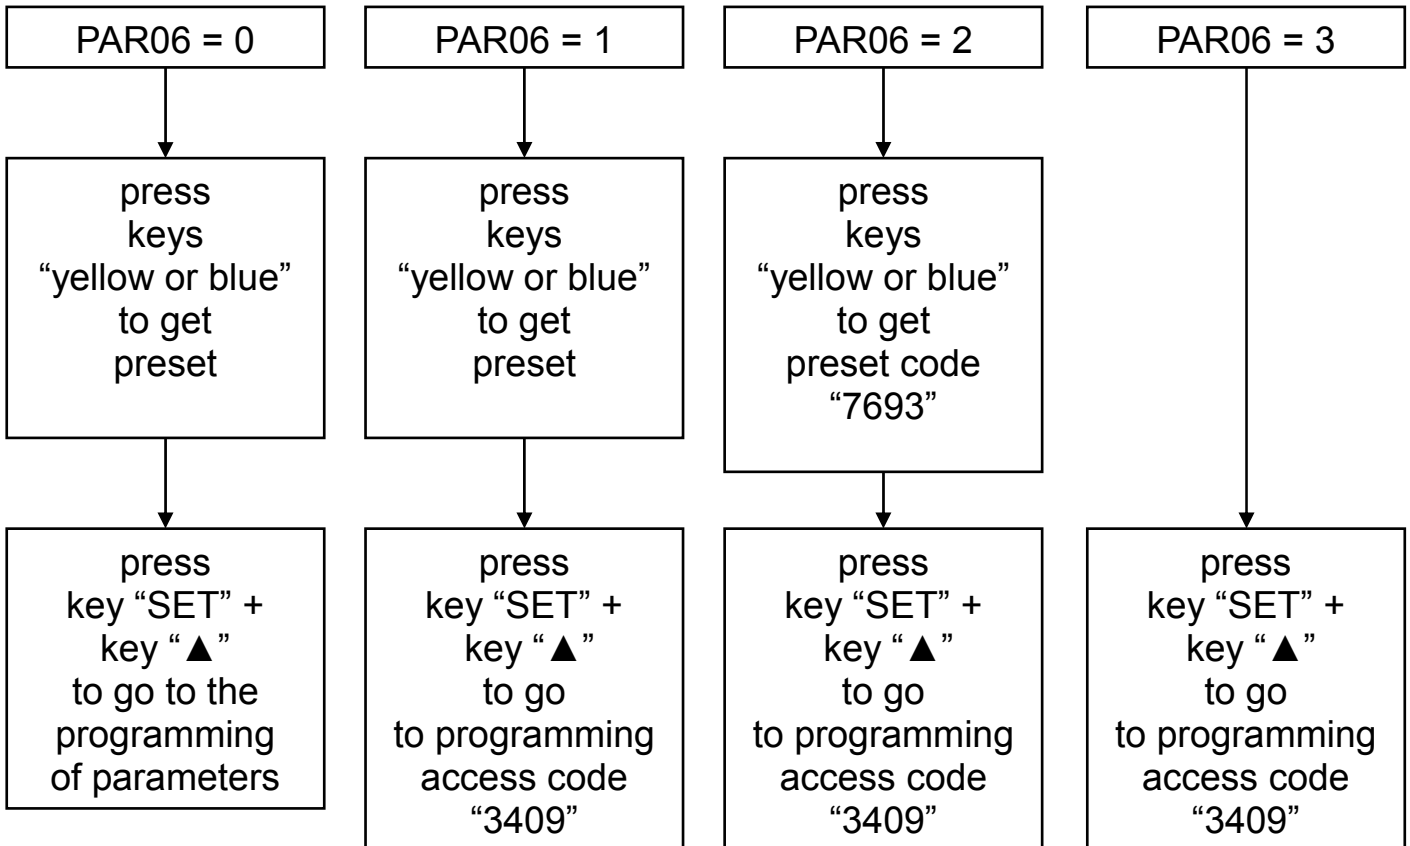 PAR06 = 0
PAR06 = 1
PAR06 = 2
PAR06 = 3
press
keys
“yellow or blue”
to get
preset
press
keys
“yellow or blue”
to get
preset
press
keys
“yellow or blue”
to get
preset code
“7693”
press
key “SET” +
key “▲”
to go to the
programming
of parameters
press
key “SET” +
key “▲”
to go
to programming
access code
“3409”
press
key “SET” +
key “▲”
to go
to programming
access code
“3409”
press
key “SET” +
key “▲”
to go
to programming
access code
“3409”